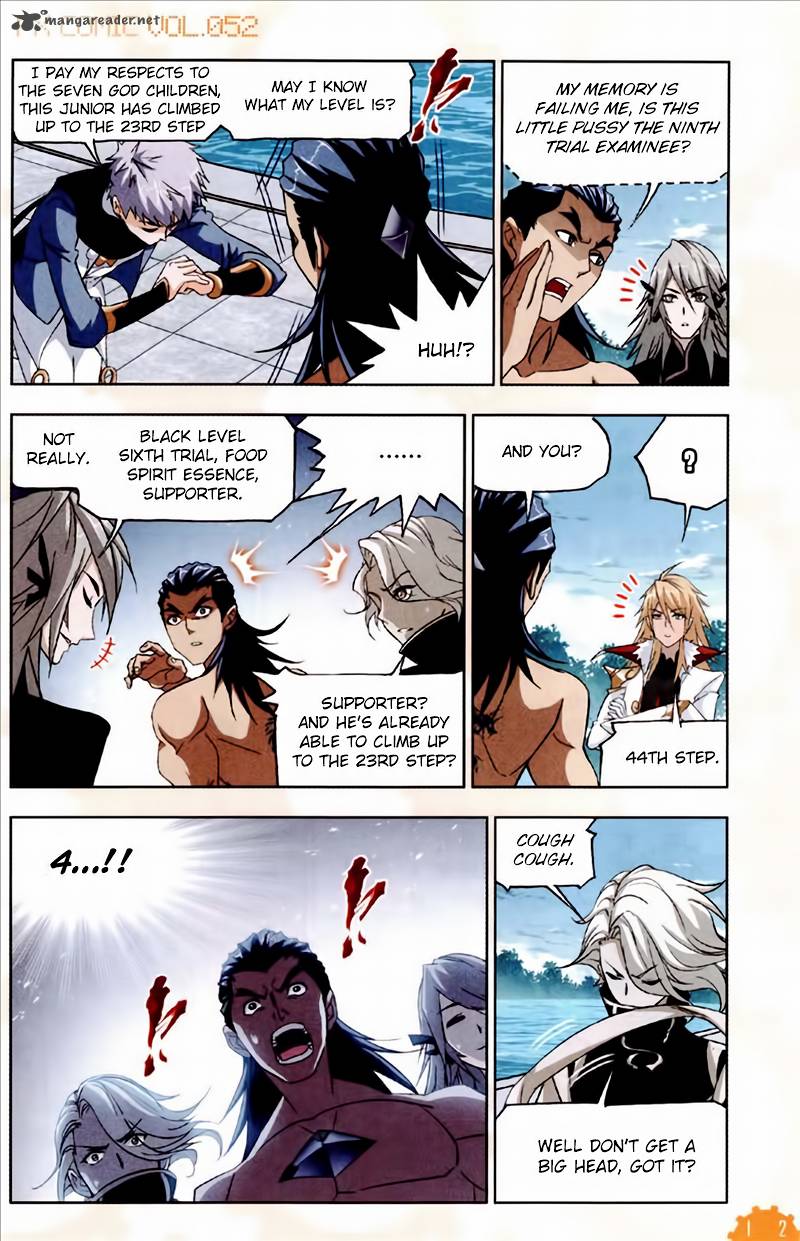 mangareader.net
COMIC VOL.052
I PAY MY RESPECTS TO
THE SEVEN GOD CHILDREN,
THIS JUNIOR HAS CLIMBED
UP TO THE 23RD STEP
MAY I KNOW
WHAT MY LEVEL IS?
HUH!?
MY MEMORY IS
FAILING ME, IS THIS
LITTLE PUSSY THE NINTH
TRIAL EXAMINEE?
NOT
REALLY.
BLACK LEVEL
SIXTH TRIAL, FOOD
SPIRIT ESSENCE,
SUPPORTER.
......
SUPPORTER?
AND HE'S ALREADY
ABLE TO CLIMB UP
TO THE 23RD STEP?
AND YOU?
?
44TH STEP.
4...!!
COUGH
COUGH.
WELL DON'T GET A
BIG HEAD, GOT IT?
12